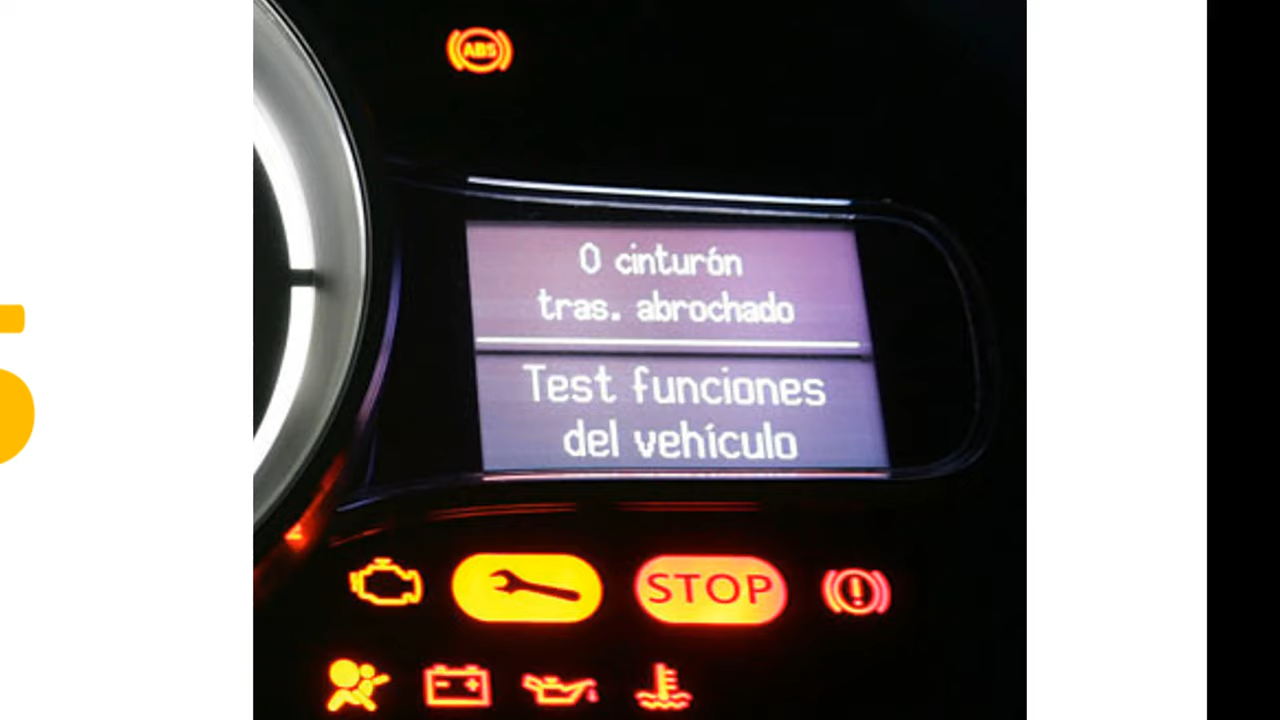 ABS
0 cinturón
tras. abrochado
Test funciones
del vehículo
STOP